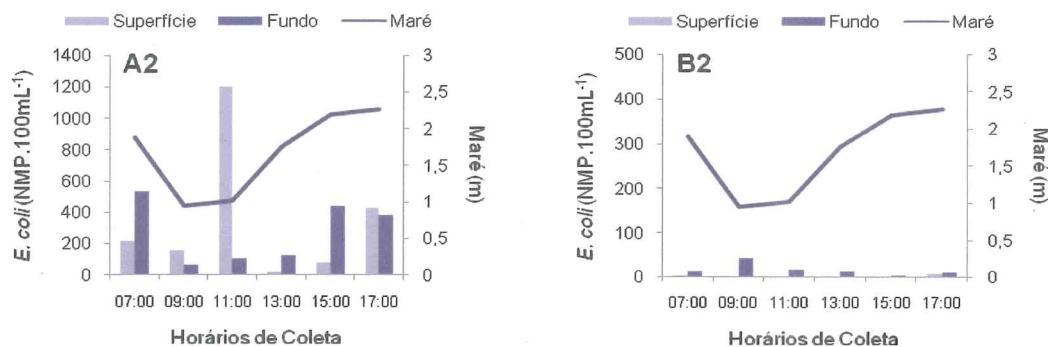 Superfície Fundo Maré
A2
E. coli (NMP.100mL-1)
1400
1200
1000
800
600
400
200
0
3
2,5
2
1,5
1
0,5
0
Maré (m)
07:00 09:00 11:00 13:00 15:00 17:00
Horários de Coleta
Superfície Fundo Maré
B2
E. coli (NMP.100mL-1)
500
400
300
200
100
0
3
2,5
2
1,5
1
0,5
0
Maré (m)
07:00 09:00 11:00 13:00 15:00 17:00
Horários de Coleta